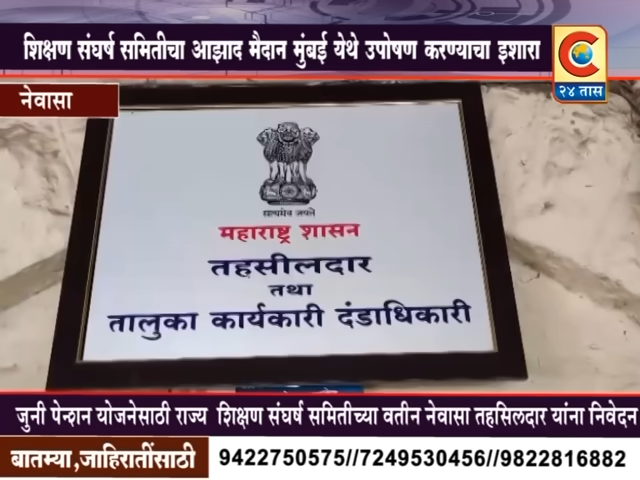 शिक्षण संघर्ष समितीचा आझाद मैदान मुंबई येथे उपोषण करण्याचा इशारा
C
२४ तास
नेवासा
सत्यमेव जयते
महाराष्ट्र शासन
तहसीलदार
तथा
तालुका कार्यकारी दंडाधिकारी
जुनी पेन्शन योजनेसाठी राज्य शिक्षण संघर्ष समितीच्या वतीन नेवासा तहसिलदार यांना निवेदन
बातम्या,जाहिरातींसाठी
9422750575//7249530456//9822816882